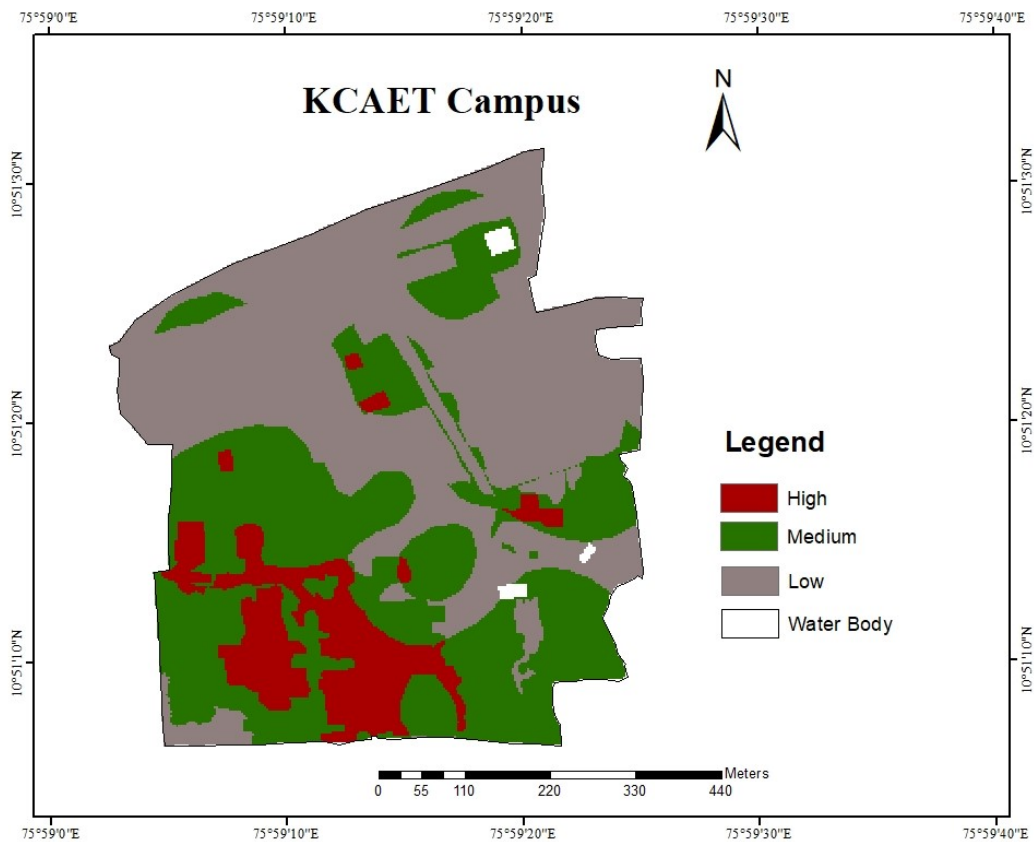 75°59'0"E 75°59'10"E 75°59'20"E 75°59'30"E 75°59'40"E
KCAET Campus
N
10°51'30"N 10°51'30"N
10°51'20"N 10°51'20"N
Legend
High
Medium
Low
Water Body
10°51'10"N 10°51'10"N
Meters
0 55 110 220 330 440
75°59'0"E 75°59'10"E 75°59'20"E 75°59'30"E 75°59'40"E